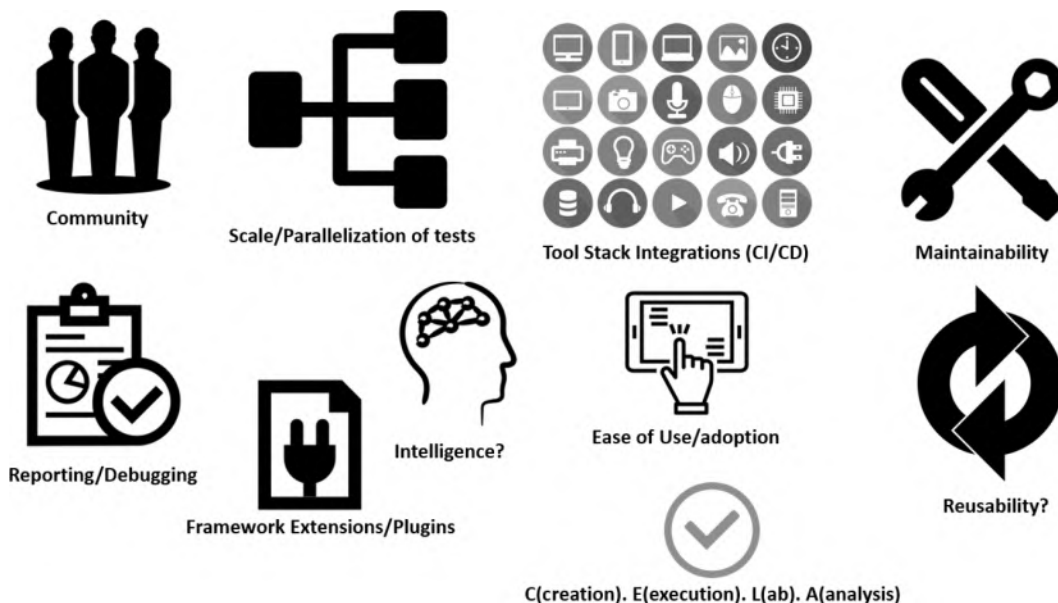 Community
Scale/Parallelization of tests
Tool Stack Integrations (CI/CD)
Maintainability
Reporting/Debugging
Framework Extensions/Plugins
Intelligence?
Ease of Use/adoption
Reusability?
C(creation). E(execution). L(ab). A(analysis)